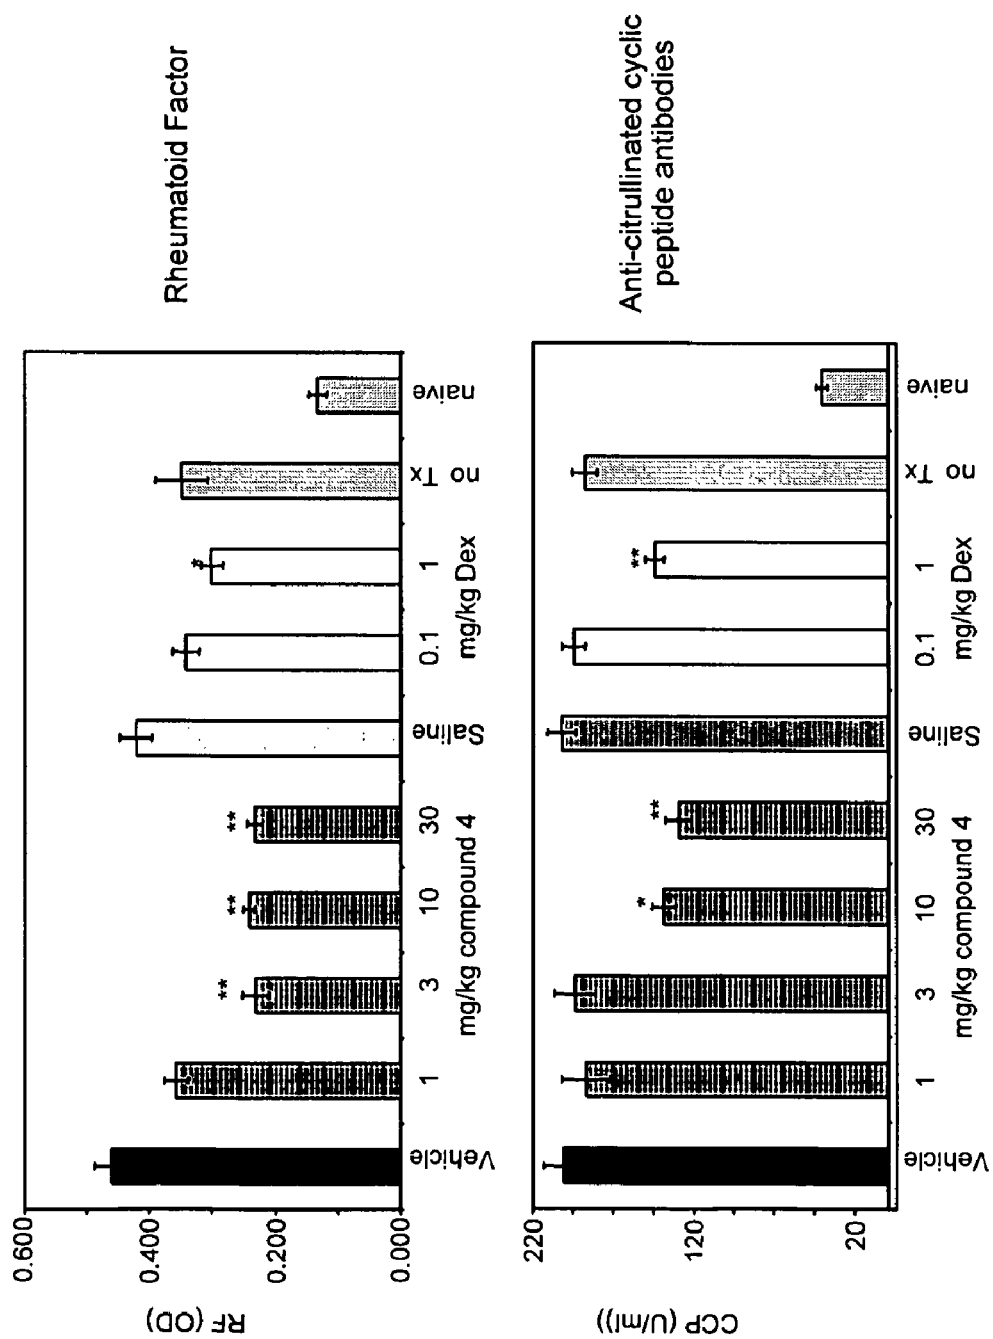 Rheumatoid Factor
RF (OD)
0.600
0.400
0.200
0.000
**
**
**
*
Vehicle
1
3
10
30
Saline
0.1
1
no Tx
naive
mg/kg compound 4
mg/kg Dex
Anti-citrullinated cyclic
peptide antibodies
CCP (U/ml))
220
120
20
*
**
**
Vehicle
1
3
10
30
Saline
0.1
1
no Tx
naive
mg/kg compound 4
mg/kg Dex